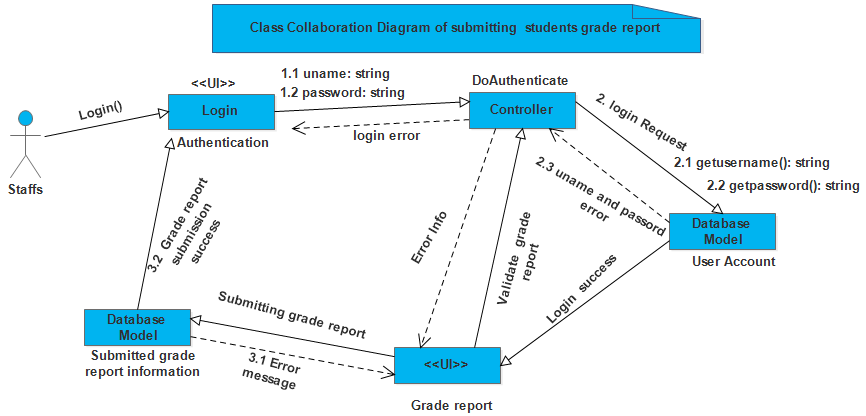 Class Collaboration Diagram of submitting students grade report
<<UI>>
Login
Authentication
Login()
Staffs
1.1 uname: string
1.2 password: string
login error
DoAuthenticate
Controller
2. login Request
2.1 getusername(): string
2.2 getpassword(): string
2.3 uname and passord
error
Database
Model
User Account
Error Info
Validate grade
report
Login success
3.2 Grade report
submission
success
Submitting grade report
Database
Model
Submitted grade
report information
3.1 Error
message
<<UI>>
Grade report